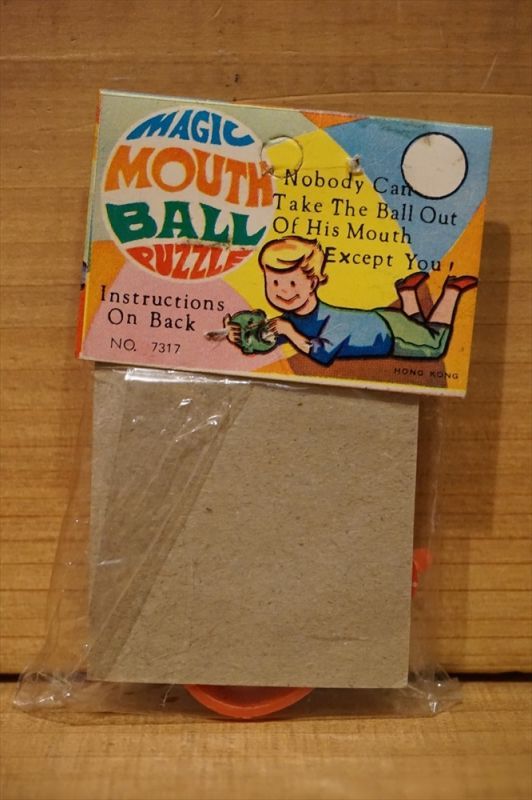 MAGIC
MOUTH
BALL
PUZZLE
Nobody Can
Take The Ball Out
Of His Mouth
Except You!
Instructions
On Back
NO. 7317
HONG KONG